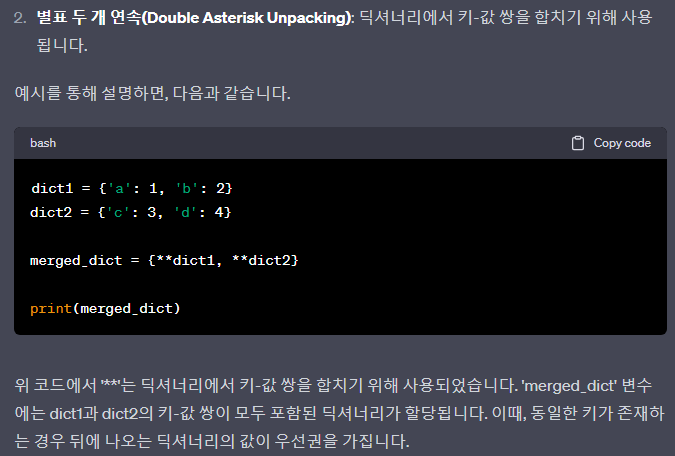 2. 별표 두 개 연속(Double Asterisk Unpacking): 딕셔너리에서 키-값 쌍을 합치기 위해 사용
됩니다.
예시를 통해 설명하면, 다음과 같습니다.
bash Copy code
dict1 = {'a': 1, 'b': 2}
dict2 = {'c': 3, 'd': 4}
merged_dict = {**dict1, **dict2}
print(merged_dict)
위 코드에서 '**'는 딕셔너리에서 키-값 쌍을 합치기 위해 사용되었습니다. 'merged_dict' 변수
에는 dict1과 dict2의 키-값 쌍이 모두 포함된 딕셔너리가 할당됩니다. 이때, 동일한 키가 존재하
는 경우 뒤에 나오는 딕셔너리의 값이 우선권을 가집니다.